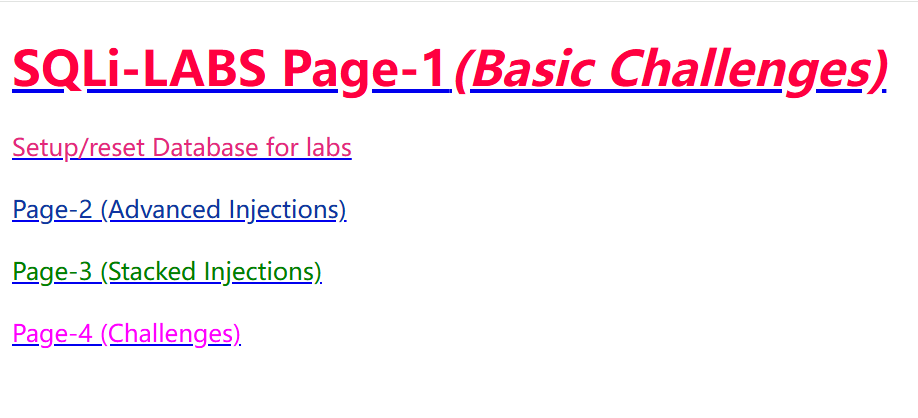 SQLi-LABS Page-1(Basic Challenges)
Setup/reset Database for labs
Page-2 (Advanced Injections)
Page-3 (Stacked Injections)
Page-4 (Challenges)